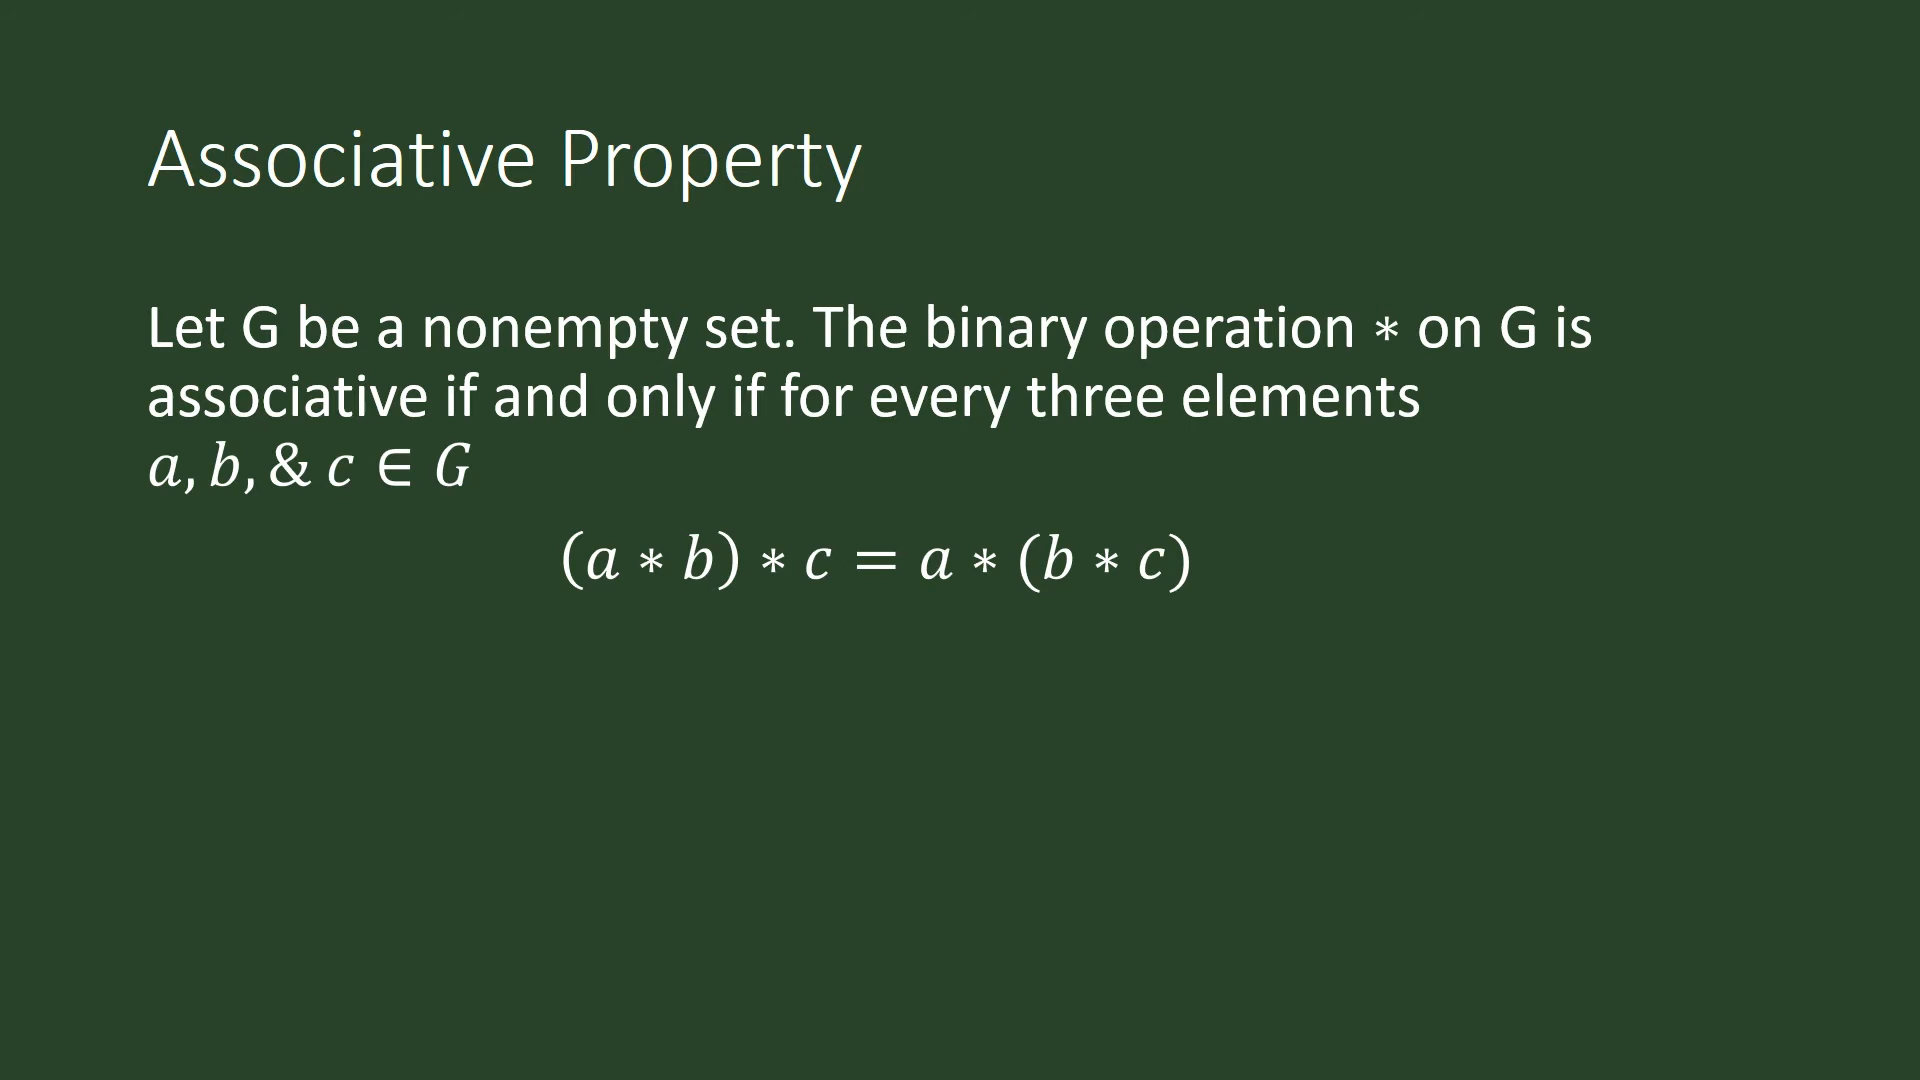 Associative Property
Let G be a nonempty set. The binary operation ∗ on G is
associative if and only if for every three elements
a, b, & c ∈ G
(a ∗ b) ∗ c = a ∗ (b ∗ c)